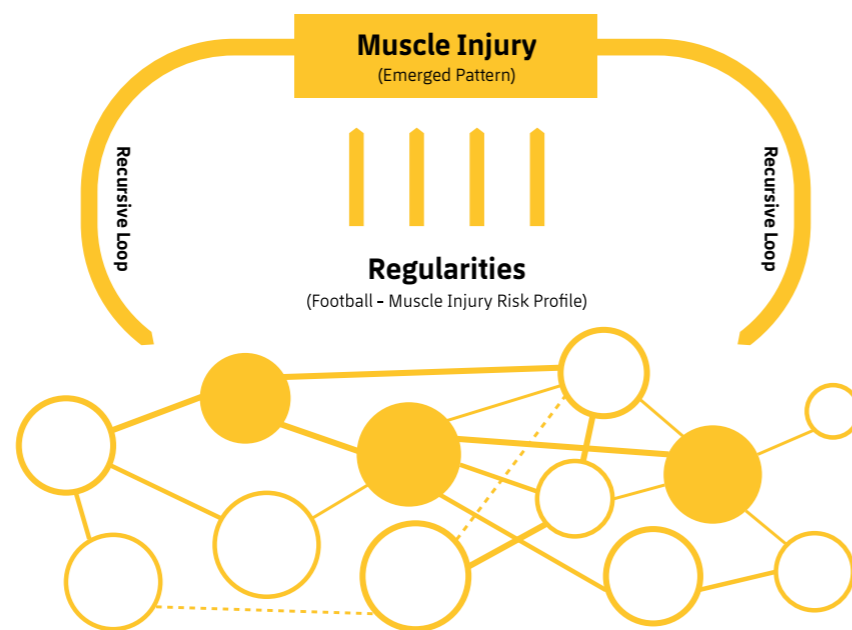 Muscle Injury
(Emerged Pattern)
Recursive Loop
Recursive Loop
Regularities
(Football - Muscle Injury Risk Profile)